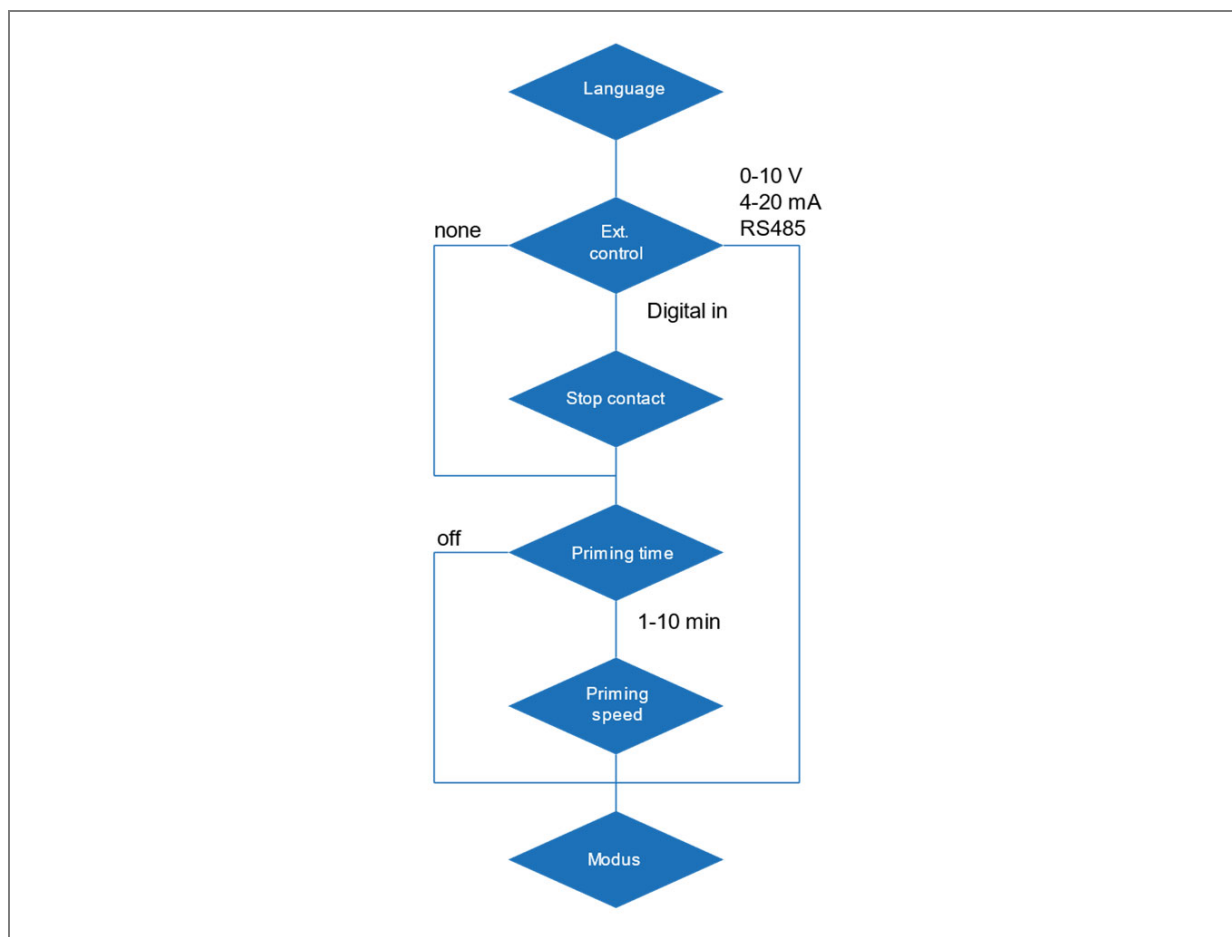 Language
0-10 V
4-20 mA
RS485
none
Ext.
control
Digital in
Stop contact
off
Priming time
1-10 min
Priming
speed
Modus